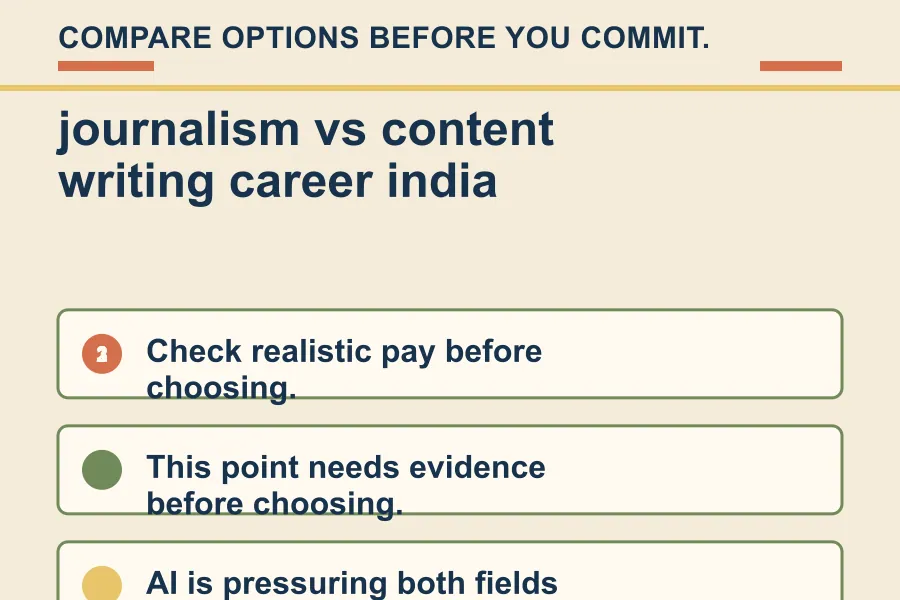 COMPARE OPTIONS BEFORE YOU COMMIT.
journalism vs content
writing career india
Check realistic pay before
choosing.
This point needs evidence
before choosing.
AI is pressuring both fields